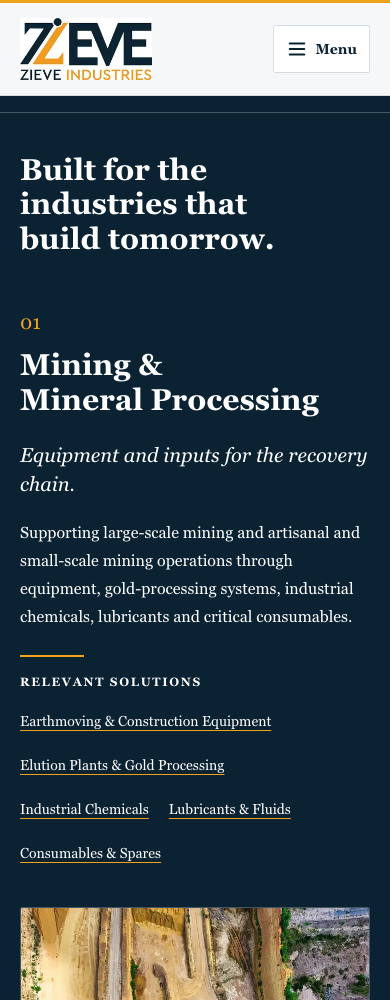 ZIEVE
ZIEVE INDUSTRIES
Menu
Built for the
industries that
build tomorrow.
01
Mining &
Mineral Processing
Equipment and inputs for the recovery
chain.
Supporting large-scale mining and artisanal and
small-scale mining operations through
equipment, gold-processing systems, industrial
chemicals, lubricants and critical consumables.
RELEVANT SOLUTIONS
Earthmoving & Construction Equipment
Elution Plants & Gold Processing
Industrial Chemicals Lubricants & Fluids
Consumables & Spares